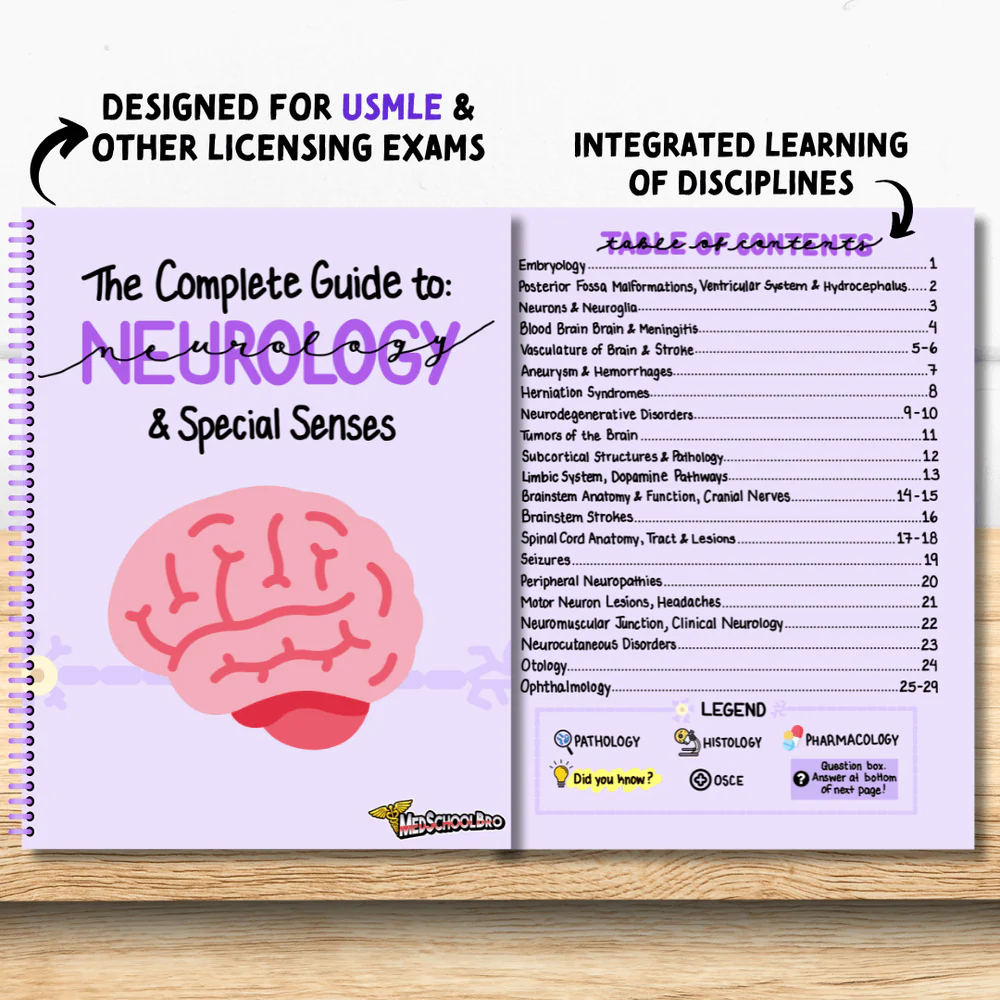 DESIGNED FOR USMLE &
OTHER LICENSING EXAMS
INTEGRATED LEARNING
OF DISCIPLINES
The Complete Guide to:
NEUROLOGY
neurology
& Special Senses
MEDSCHOOLBRO
TABLE OF CONTENTS
table of contents
Embryology 1
Posterior Fossa Malformations, Ventricular System & Hydrocephalus..... 2
Neurons & Neuroglia 3
Blood Brain Brain & Meningitis 4
Vasculature of Brain & Stroke 5-6
Aneurysm & Hemorrhages 7
Herniation Syndromes 8
Neurodegenerative Disorders 9-10
Tumors of the Brain 11
Subcortical Structures & Pathology 12
Limbic System, Dopamine Pathways 13
Brainstem Anatomy & Function, Cranial Nerves 14-15
Brainstem Strokes 16
Spinal Cord Anatomy, Tract & Lesions 17-18
Seizures 19
Peripheral Neuropathies 20
Motor Neuron Lesions, Headaches 21
Neuromuscular Junction, Clinical Neurology 22
Neurocutaneous Disorders 23
Otology 24
Ophthalmology 25-29
LEGEND
PATHOLOGY
HISTOLOGY
PHARMACOLOGY
Did you know?
OSCE
?
Question box.
Answer at bottom
of next page!